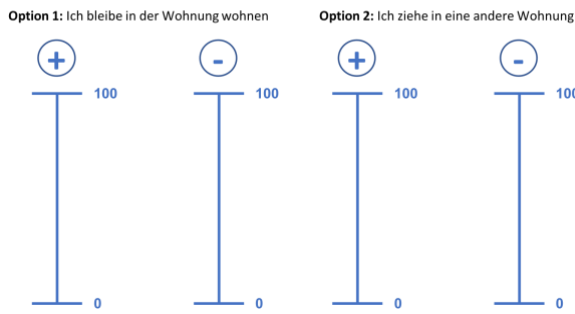 Option 1: Ich bleibe in der Wohnung wohnen
Option 2: Ich ziehe in eine andere Wohnung
+ - + -
100 100 100 100
0 0 0 0